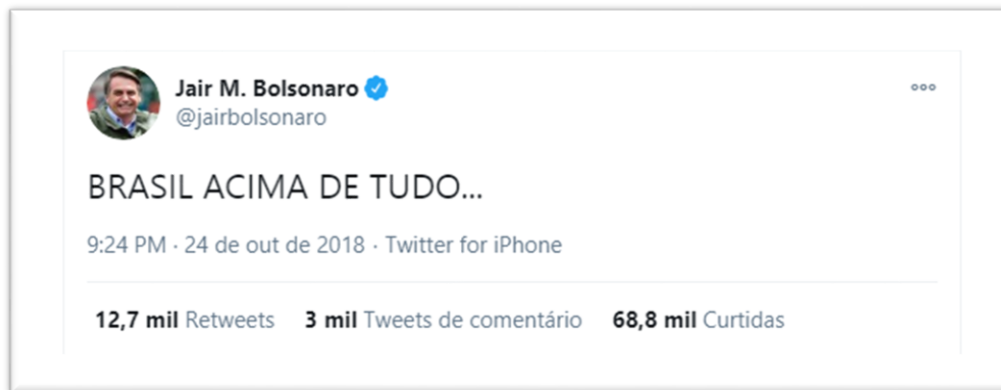 Jair M. Bolsonaro
@jairbolsonaro
BRASIL ACIMA DE TUDO...
9:24 PM · 24 de out de 2018 · Twitter for iPhone
12,7 mil Retweets 3 mil Tweets de comentário 68,8 mil Curtidas